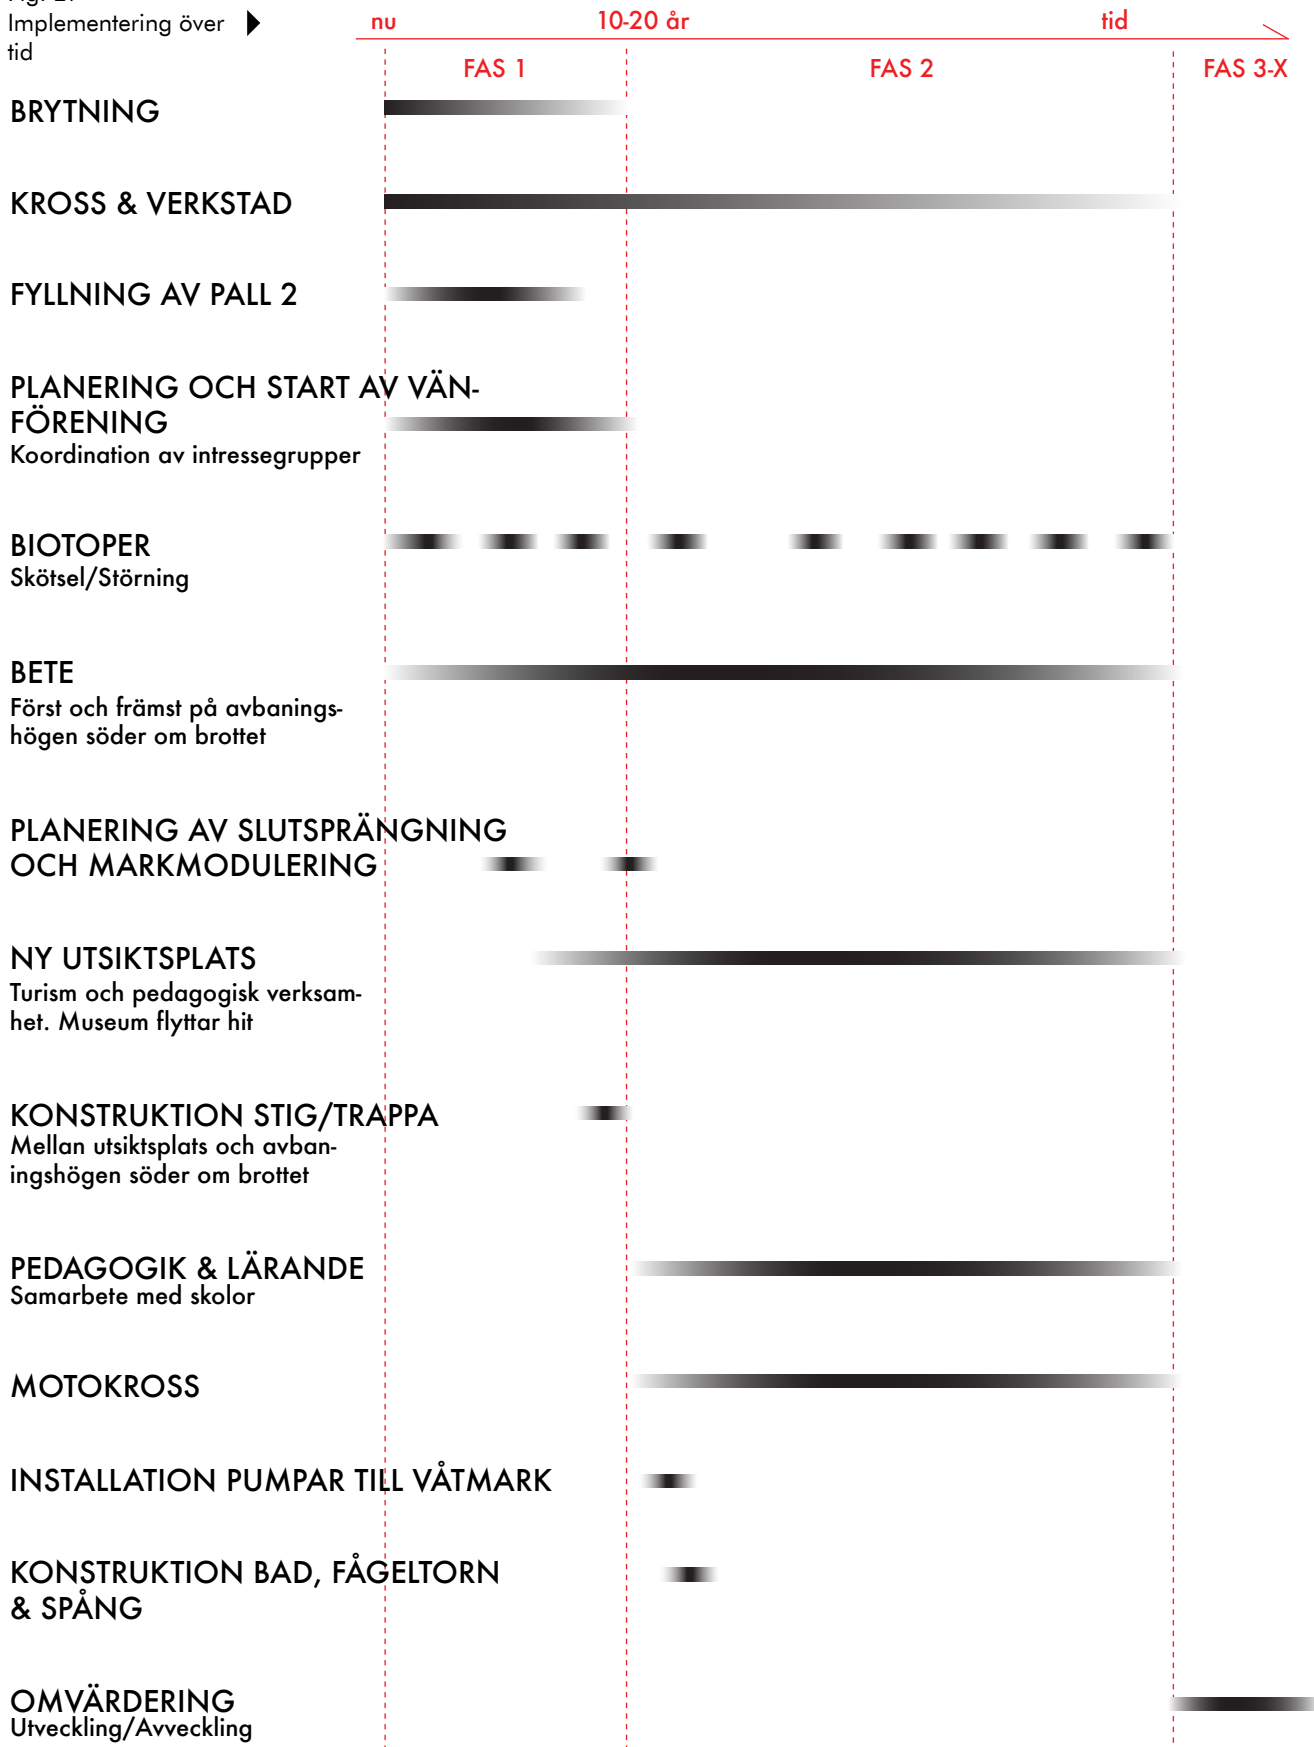 Implementering över
tid
nu 10-20 år tid
FAS 1 FAS 2 FAS 3-X
BRYTNING
KROSS & VERKSTAD
FYLLNING AV PALL 2
PLANERING OCH START AV VÄN-
FÖRENING
Koordination av intressegrupper
BIOTOPER
Skötsel/Störning
BETE
Först och främst på avbanings-
högen söder om brottet
PLANERING AV SLUTSPRÄNGNING
OCH MARKMODULERING
NY UTSIKTSPLATS
Turism och pedagogisk verksam-
het. Museum flyttar hit
KONSTRUKTION STIG/TRAPPA
Mellan utsiktsplats och avban-
ingshögen söder om brottet
PEDAGOGIK & LÄRANDE
Samarbete med skolor
MOTOKROSS
INSTALLATION PUMPAR TILL VÅTMARK
KONSTRUKTION BAD, FÅGELTORN
& SPÅNG
OMVÄRDERING
Utveckling/Avveckling